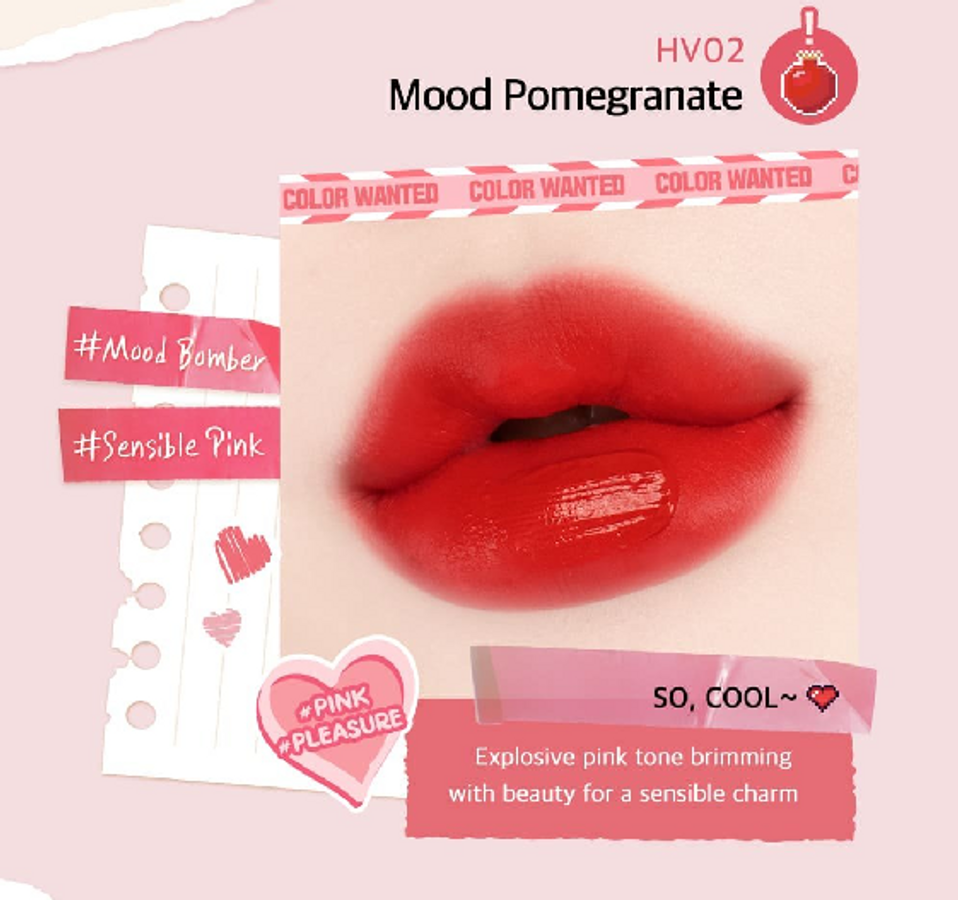 HV02
Mood Pomegranate
COLOR WANTED COLOR WANTED COLOR WANTED
#Mood Bomber
#Sensible Pink
#PINK
#PLEASURE
SO, COOL~
Explosive pink tone brimming
with beauty for a sensible charm